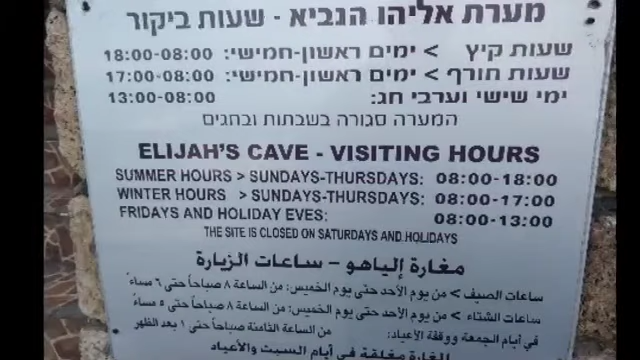 מערת אליהו הנביא - שעות ביקור
שעות קיץ > ימים ראשון-חמישי: 18:00-08:00
שעות חורף > ימים ראשון-חמישי: 17:00-08:00
ימי שישי וערבי חג: 13:00-08:00
המערה סגורה בשבתות ובחגים
ELIJAH'S CAVE - VISITING HOURS
SUMMER HOURS > SUNDAYS-THURSDAYS: 08:00-18:00
WINTER HOURS > SUNDAYS-THURSDAYS: 08:00-17:00
FRIDAYS AND HOLIDAY EVES: 08:00-13:00
THE SITE IS CLOSED ON SATURDAYS AND HOLIDAYS
مغارة إلياهو - ساعات الزيارة
ساعات الصيف > من يوم الأحد حتى يوم الخميس: من الساعة ٨ صباحاً حتى ٦ مساءً
ساعات الشتاء > من يوم الأحد حتى يوم الخميس: من الساعة ٨ صباحاً حتى ٥ مساءً
في أيام الجمعة ووقفة الأعياد: من الساعة الثامنة صباحاً حتى ١ بعد الظهر
المغارة مغلقة في أيام السبت والأعياد